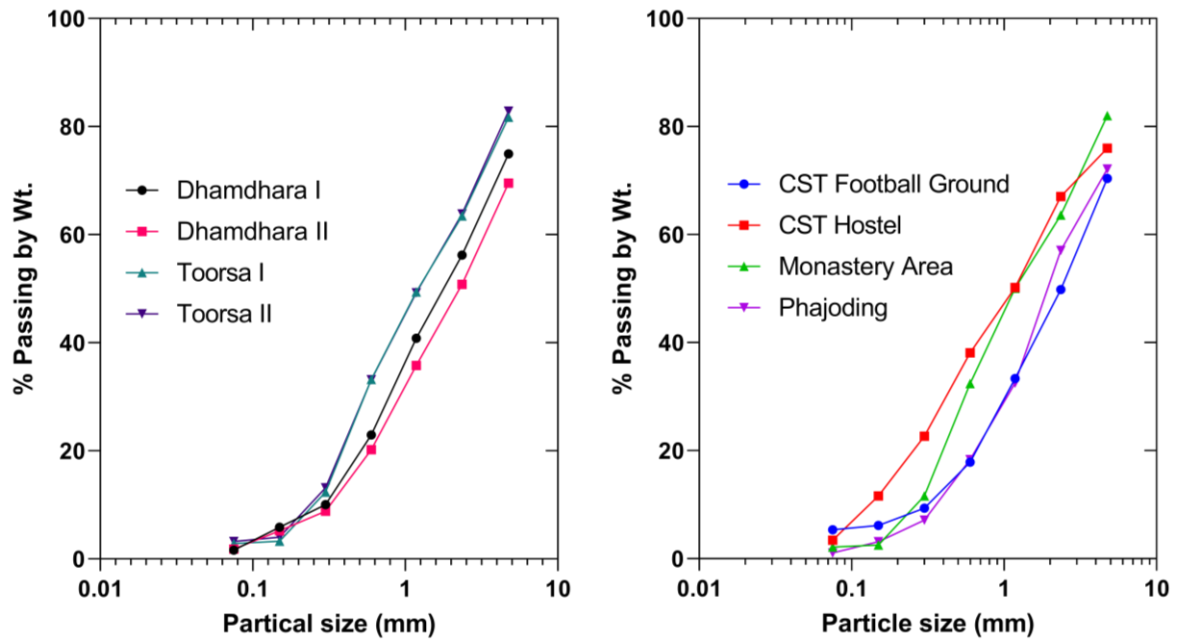 100
80
60
40
20
0
% Passing by Wt.
Dhamdhara I
Dhamdhara II
Toorsa I
Toorsa II
0.01
0.1
1
10
Partical size (mm)
100
80
60
40
20
0
% Passing by Wt.
CST Football Ground
CST Hostel
Monastery Area
Phajoding
0.01
0.1
1
10
Particle size (mm)